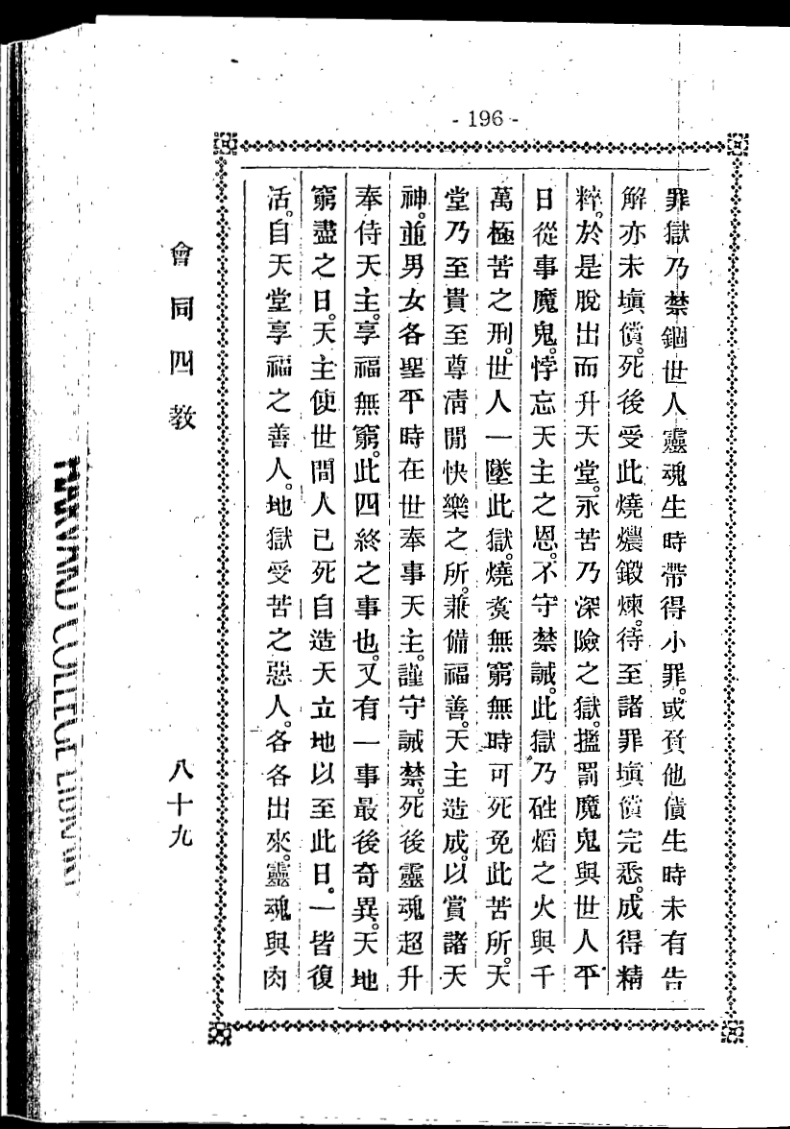 - 196 -
罪獄乃禁錮世人靈魂生時帶得小罪。或負他債生時未有告
解亦未塡償。死後受此燒㷰鍛煉。待至諸罪塡償完悉。成得精
粹。於是脫出而升天堂。永苦乃深險之獄。㩜罰魔鬼與世人平
日從事魔鬼。悖忘天主之恩。不守禁誡。此獄乃硅熖之火與千
萬極苦之刑。世人一墜此獄。燒炙無窮無時可死免此苦所。天
堂乃至貴至尊淸閒快樂之所。兼備福善。天主造成。以賞諸天
神。並男女各聖平時在世奉事天主。謹守誡禁。死後靈魂超升
奉侍天主。享福無窮。此四終之事也。又有一事最後奇異。天地
窮盡之日。天主使世間人已死自造天立地以至此日。一皆復
活。自天堂享福之善人。地獄受苦之惡人。各各出來。靈魂與肉
會同四教
八十九
HARVARD COLLEGE LIBRARY